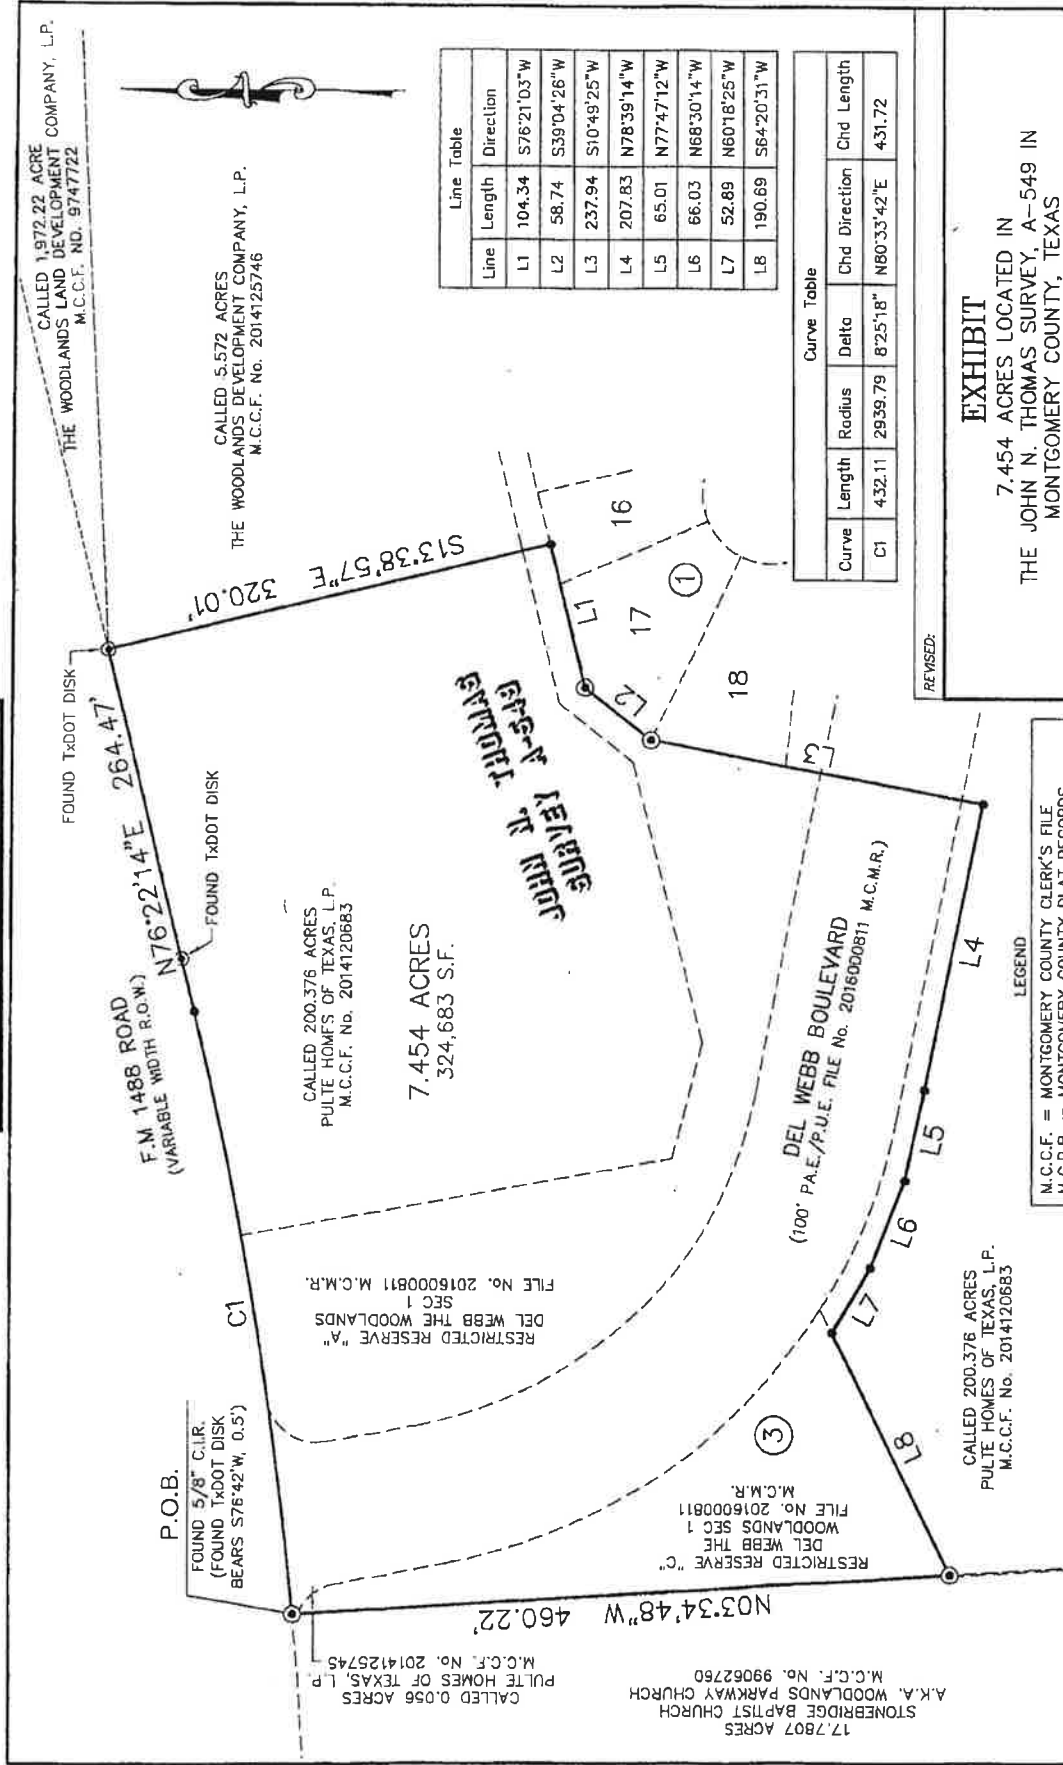 CALLED 1,972.22 ACRE
THE WOODLANDS LAND DEVELOPMENT COMPANY, L.P.
M.C.C.F. NO. 9747722
CALLED 5.572 ACRES
THE WOODLANDS DEVELOPMENT COMPANY, L.P.
M.C.C.F. No. 2014125746
FOUND TxDOT DISK
N76°22'14"E 264.47'
FOUND TxDOT DISK
S13°38'57"E 320.01'
F.M 1488 ROAD
(VARIABLE WIDTH R.O.W.)
C1
P.O.B.
FOUND 5/8" C.I.R.
(FOUND TxDOT DISK
BEARS S76°42'W, 0.5')
CALLED 200.376 ACRES
PULTE HOMES OF TEXAS, L.P.
M.C.C.F. No. 2014120683
7.454 ACRES
324,683 S.F.
JOHN N. THOMAS
SURVEY A-549
RESTRICTED RESERVE "A"
DEL WEBB THE WOODLANDS
SEC 1
FILE No. 2016000811 M.C.M.R.
L1
L2
16
17
18
1
3
DEL WEBB BOULEVARD
(100' P.A.E./P.U.E. FILE No. 2016000811 M.C.M.R.)
L4
L5
L6
L7
L8
3
RESTRICTED RESERVE "C"
DEL WEBB THE
WOODLANDS SEC 1
FILE No. 2016000811
M.C.M.R.
N03°34'48"W 460.22'
CALLED 0.056 ACRES
PULTE HOMES OF TEXAS, L.P.
M.C.C.F. No. 2014125745
17.7807 ACRES
STONEBRIDGE BAPTIST CHURCH
A.K.A. WOODLANDS PARKWAY CHURCH
M.C.C.F. No. 99062760
CALLED 200.376 ACRES
PULTE HOMES OF TEXAS, L.P.
M.C.C.F. No. 2014120683
Line Table
Line Length Direction
L1 104.34 S76°21'03"W
L2 58.74 S39°04'26"W
L3 237.94 S10°49'25"W
L4 207.83 N78°39'14"W
L5 65.01 N77°47'12"W
L6 66.03 N68°30'14"W
L7 52.89 N60°18'25"W
L8 190.69 S64°20'31"W
Curve Table
Curve Length Radius Delta Chd Direction Chd Length
C1 432.11 2939.79 8°25'18" N80°33'42"E 431.72
REVISED:
EXHIBIT
7.454 ACRES LOCATED IN
THE JOHN N. THOMAS SURVEY, A-549 IN
MONTGOMERY COUNTY, TEXAS
LEGEND
M.C.C.F. = MONTGOMERY COUNTY CLERK'S FILE